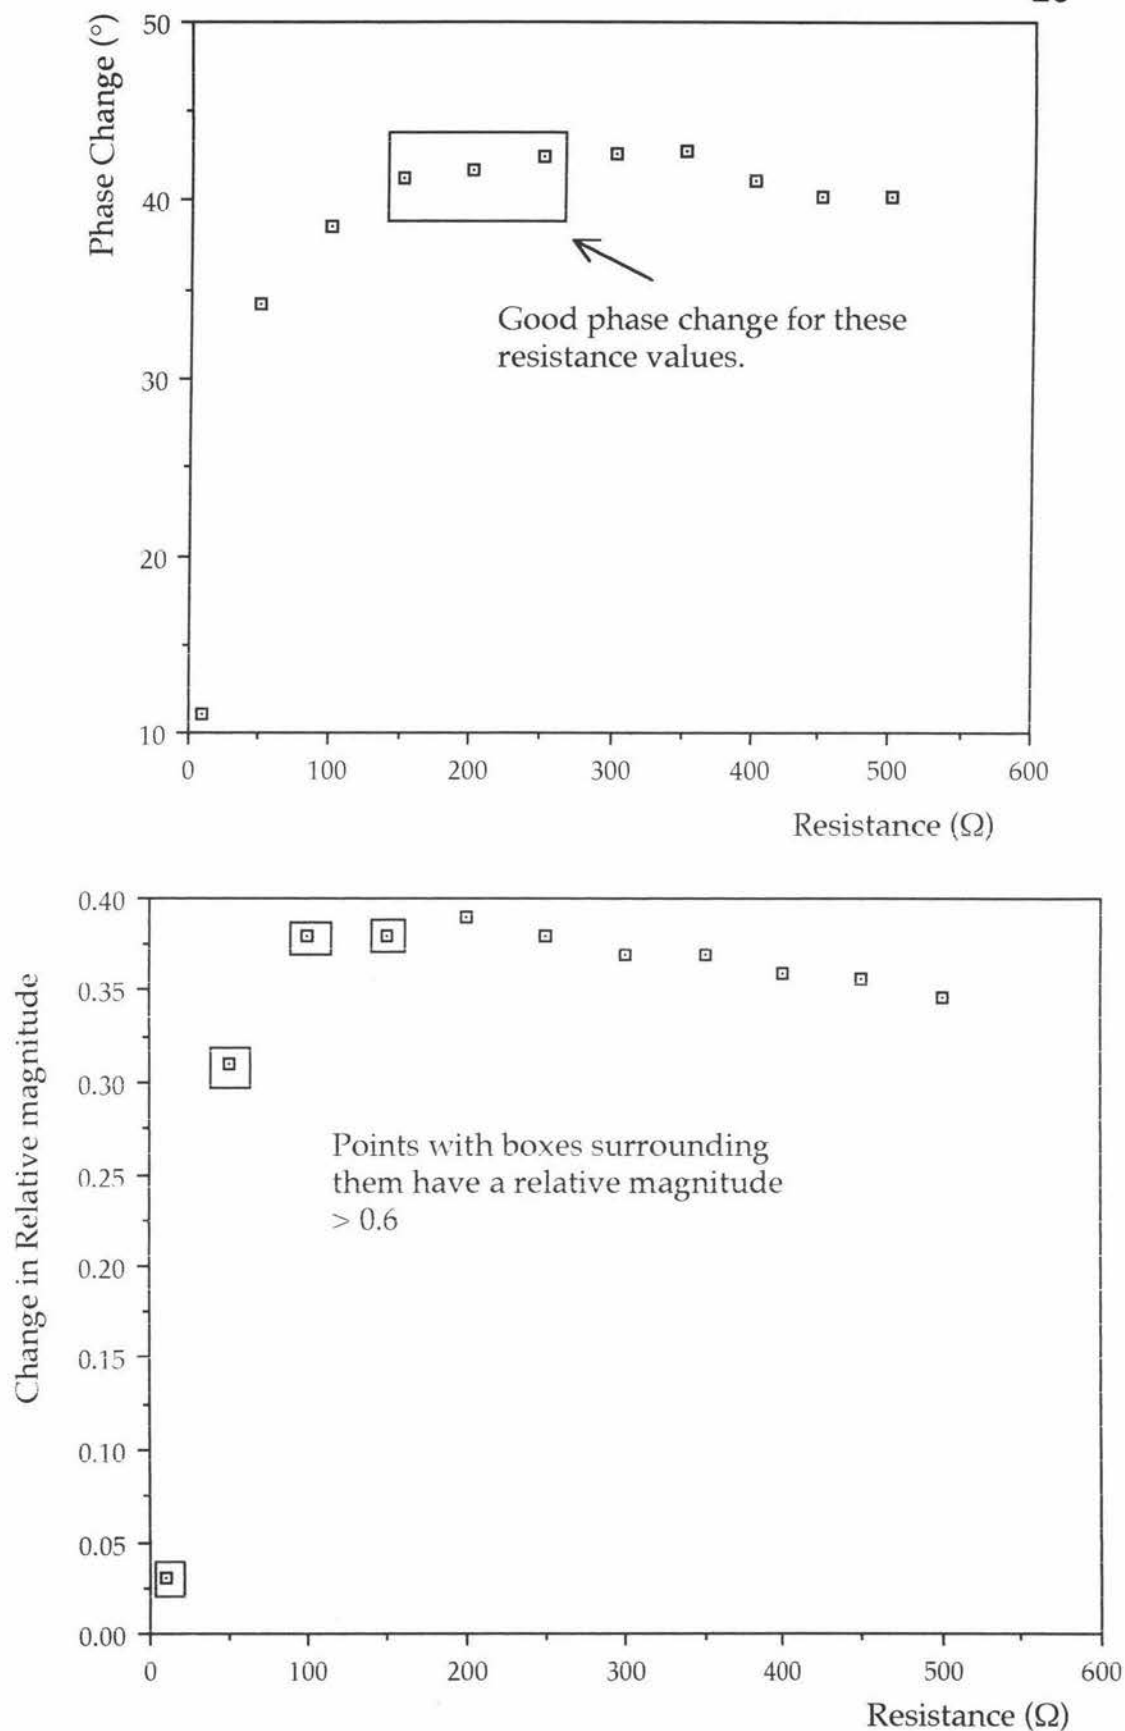 Phase Change (°)
50
40
30
20
10
0 100 200 300 400 500 600
Resistance (Ω)
Good phase change for these
resistance values.
Change in Relative magnitude
0.40
0.35
0.30
0.25
0.20
0.15
0.10
0.05
0.00
0 100 200 300 400 500 600
Resistance (Ω)
Points with boxes surrounding
them have a relative magnitude
> 0.6